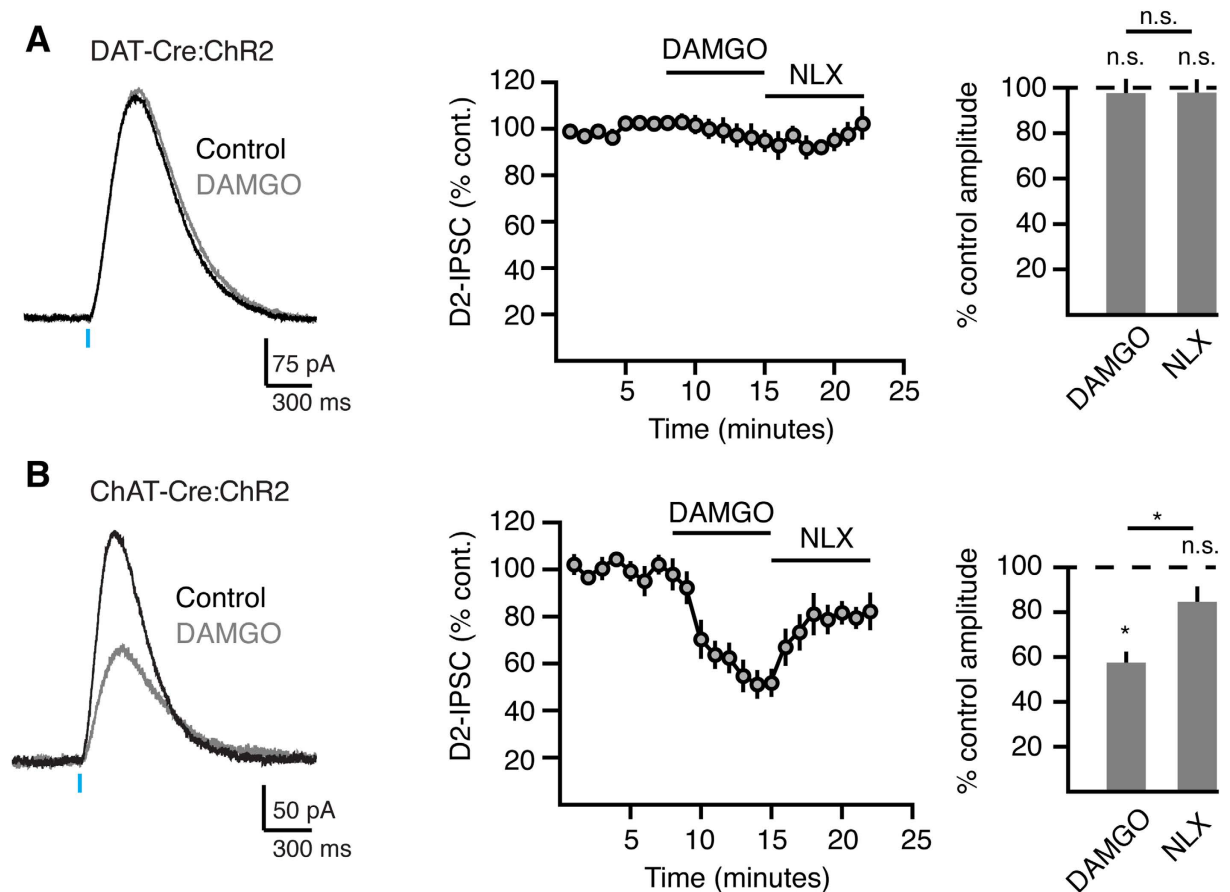 A
DAT-Cre:ChR2
Control
DAMGO
75 pA
300 ms
D2-IPSC (% cont.)
120
100
80
60
40
20
DAMGO
NLX
5
10
15
20
25
Time (minutes)
% control amplitude
100
80
60
40
20
n.s.
n.s.
n.s.
DAMGO
NLX
B
ChAT-Cre:ChR2
Control
DAMGO
50 pA
300 ms
D2-IPSC (% cont.)
120
100
80
60
40
20
DAMGO
NLX
5
10
15
20
25
Time (minutes)
% control amplitude
100
80
60
40
20
*
n.s.
*
DAMGO
NLX